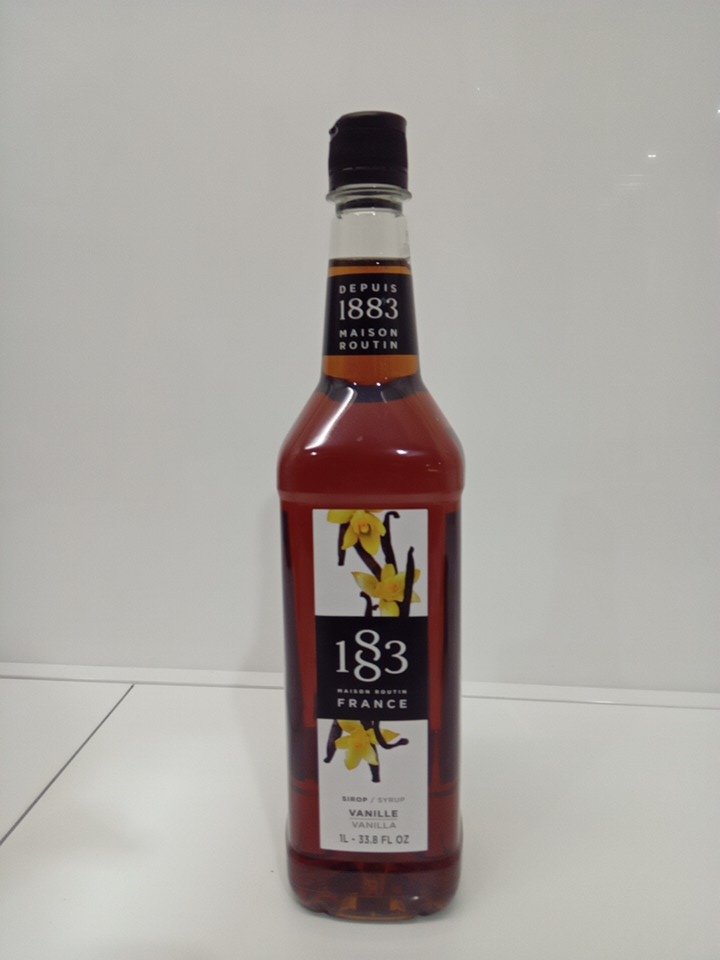 DEPUIS
1883
MAISON
ROUTIN
1883
MAISON ROUTIN
FRANCE
SIROP / SYRUP
VANILLE
VANILLA
1L - 33.8 FL OZ